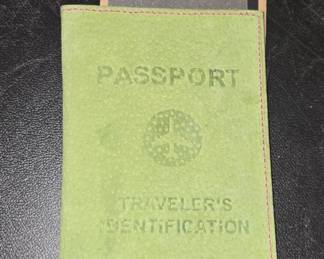 PASSPORT
TRAVELER'S
IDENTIFICATION